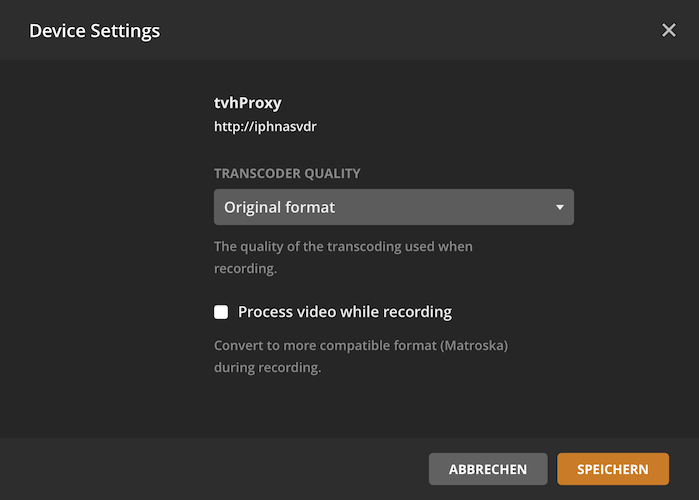 Device Settings
tvhProxy
http://iphnasvdr
TRANSCODER QUALITY
Original format
The quality of the transcoding used when
recording.
Process video while recording
Convert to more compatible format (Matroska)
during recording.
ABBRECHEN
SPEICHERN